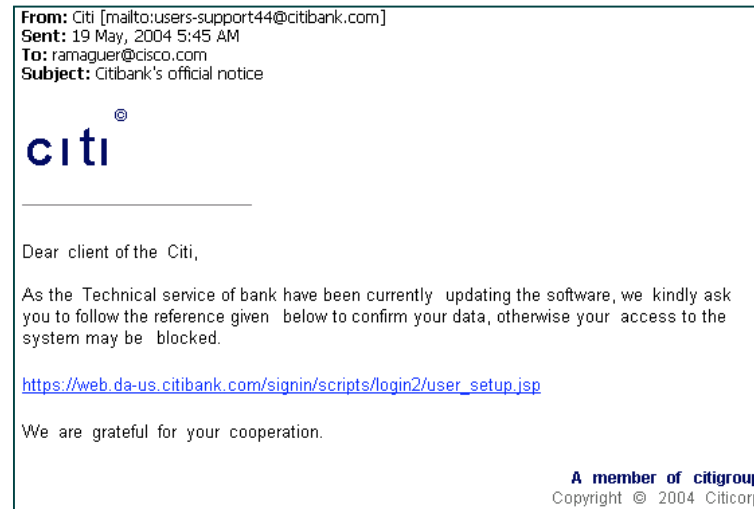 From: Citi [mailto:users-support44@citibank.com]
Sent: 19 May, 2004 5:45 AM
To: ramaguer@cisco.com
Subject: Citibank's official notice
©
citi
Dear client of the Citi,
As the Technical service of bank have been currently updating the software, we kindly ask
you to follow the reference given below to confirm your data, otherwise your access to the
system may be blocked.
https://web.da-us.citibank.com/signin/scripts/login2/user_setup.jsp
We are grateful for your cooperation.
A member of citigroup
Copyright © 2004 Citicorp